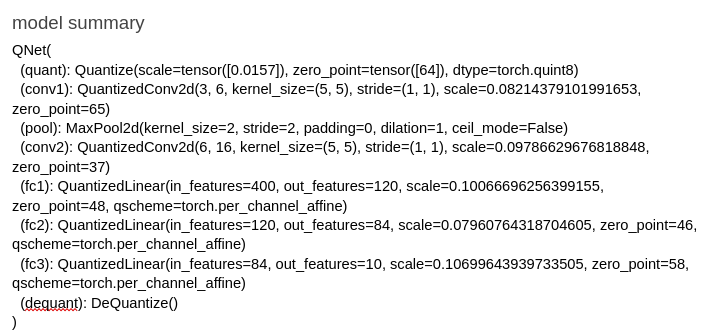 model summary
QNet(
  (quant): Quantize(scale=tensor([0.0157]), zero_point=tensor([64]), dtype=torch.quint8)
  (conv1): QuantizedConv2d(3, 6, kernel_size=(5, 5), stride=(1, 1), scale=0.08214379101991653,
zero_point=65)
  (pool): MaxPool2d(kernel_size=2, stride=2, padding=0, dilation=1, ceil_mode=False)
  (conv2): QuantizedConv2d(6, 16, kernel_size=(5, 5), stride=(1, 1), scale=0.09786629676818848,
zero_point=37)
  (fc1): QuantizedLinear(in_features=400, out_features=120, scale=0.10066696256399155,
zero_point=48, qscheme=torch.per_channel_affine)
  (fc2): QuantizedLinear(in_features=120, out_features=84, scale=0.07960764318704605, zero_point=46,
qscheme=torch.per_channel_affine)
  (fc3): QuantizedLinear(in_features=84, out_features=10, scale=0.10699643939733505, zero_point=58,
qscheme=torch.per_channel_affine)
  (dequant): DeQuantize()
)